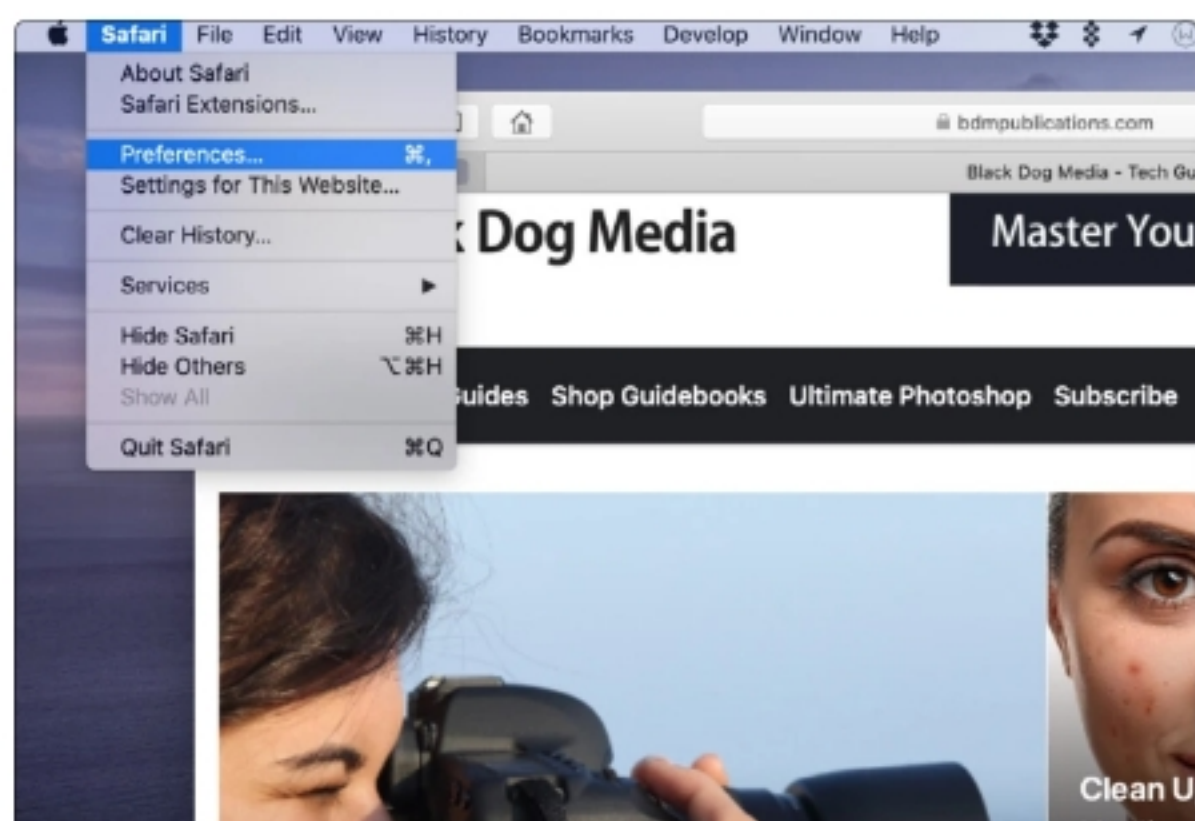 Safari File Edit View History Bookmarks Develop Window Help
About Safari
Safari Extensions...
Preferences... ⌘,
Settings for This Website...
Clear History...
Services ▶
Hide Safari ⌘H
Hide Others ⌥⌘H
Show All
Quit Safari ⌘Q
bdmpublications.com
Black Dog Media - Tech Gu
k Dog Media
Master You
Guides Shop Guidebooks Ultimate Photoshop Subscribe
Clean U